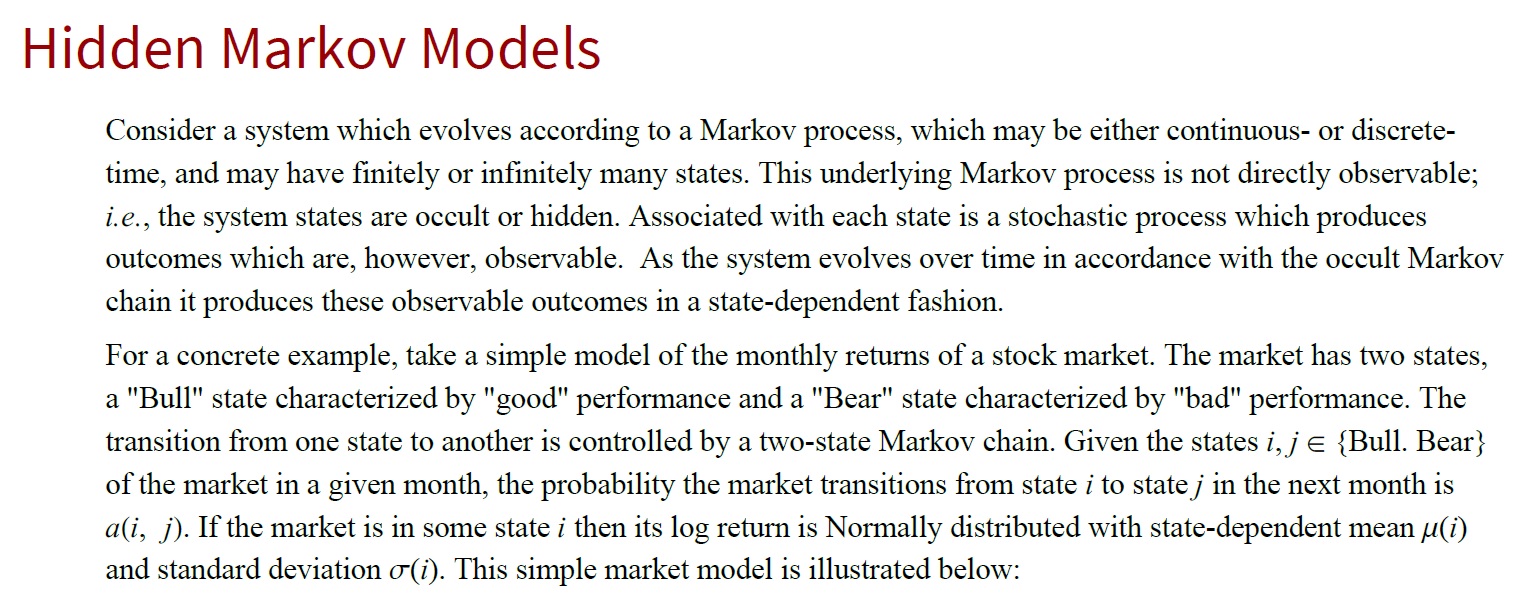 Hidden Markov Models
Consider a system which evolves according to a Markov process, which may be either continuous- or discrete-
time, and may have finitely or infinitely many states. This underlying Markov process is not directly observable;
i.e., the system states are occult or hidden. Associated with each state is a stochastic process which produces
outcomes which are, however, observable.  As the system evolves over time in accordance with the occult Markov
chain it produces these observable outcomes in a state-dependent fashion.
For a concrete example, take a simple model of the monthly returns of a stock market. The market has two states,
a "Bull" state characterized by "good" performance and a "Bear" state characterized by "bad" performance. The
transition from one state to another is controlled by a two-state Markov chain. Given the states i, j ∈ {Bull. Bear}
of the market in a given month, the probability the market transitions from state i to state j in the next month is
a(i, j). If the market is in some state i then its log return is Normally distributed with state-dependent mean μ(i)
and standard deviation σ(i). This simple market model is illustrated below: